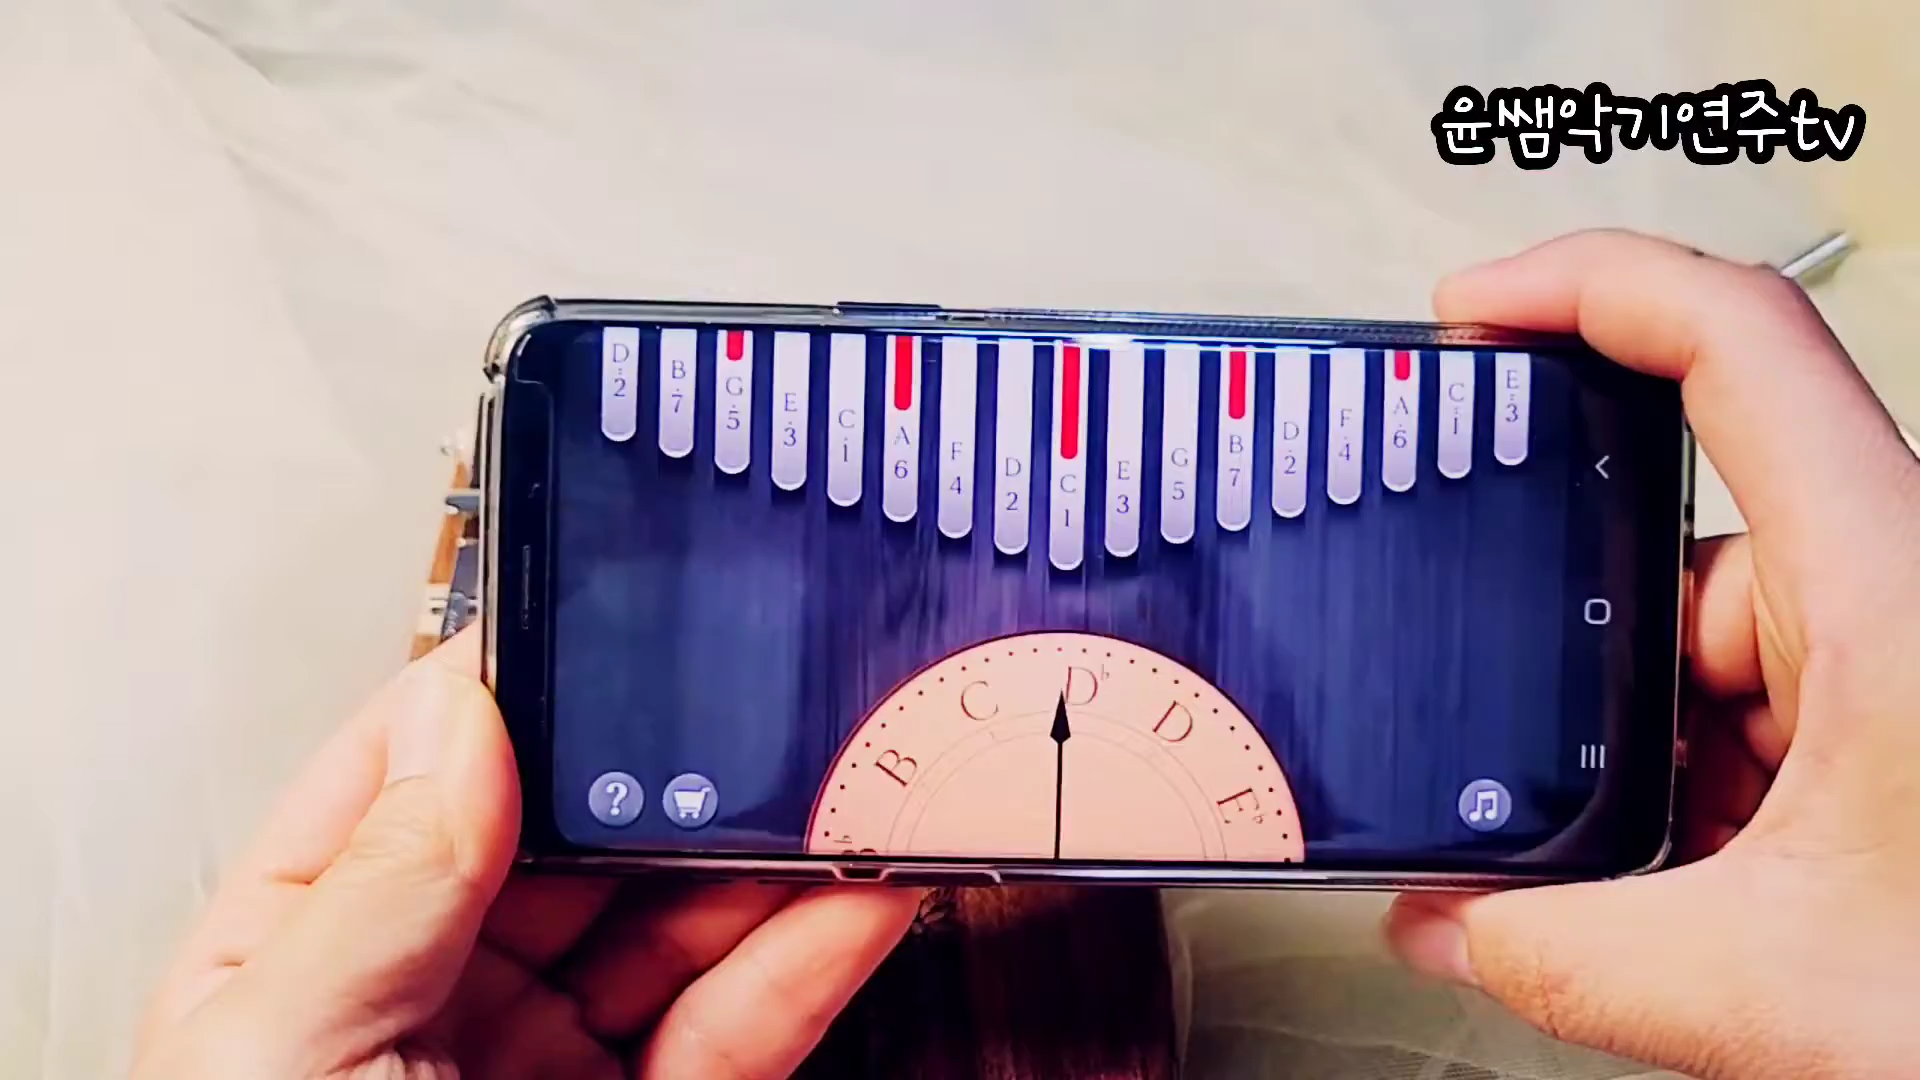 윤쌤악기연주tv
D B G E C A F D C E G B D F A C E
2 7 5 3 1 6 4 2 1 3 5 7 2 4 6 1 3
B♭ B C D♭ D E♭
?